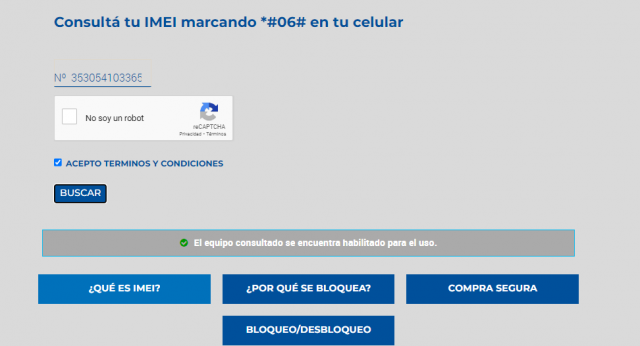 Consultá tu IMEI marcando *#06# en tu celular
Nº 353054103365
No soy un robot
reCAPTCHA
Privacidad - Términos
ACEPTO TERMINOS Y CONDICIONES
BUSCAR
El equipo consultado se encuentra habilitado para el uso.
¿QUÉ ES IMEI?
¿POR QUÉ SE BLOQUEA?
COMPRA SEGURA
BLOQUEO/DESBLOQUEO